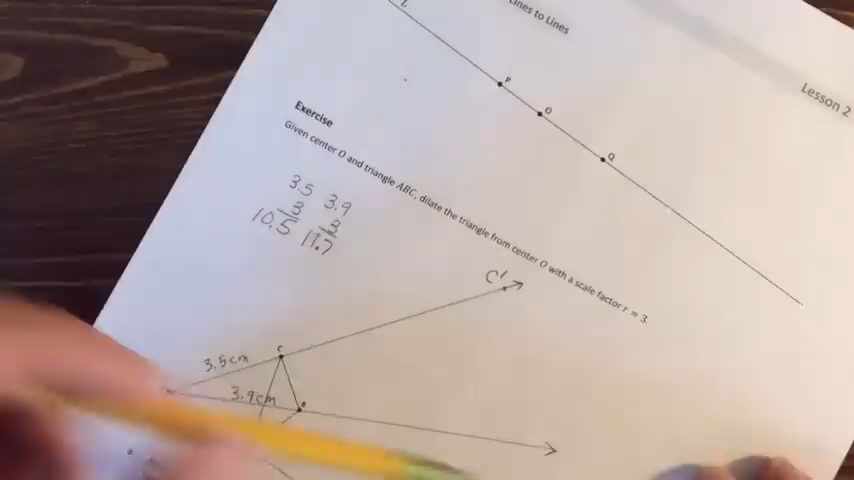 Lines to Lines
Lesson 2
L
P
O
Q
Exercise
Given center O and triangle ABC, dilate the triangle from center O with a scale factor r = 3.
3.5 3.9
3 3
10.5 11.7
C'
C
3.5cm
3.9cm